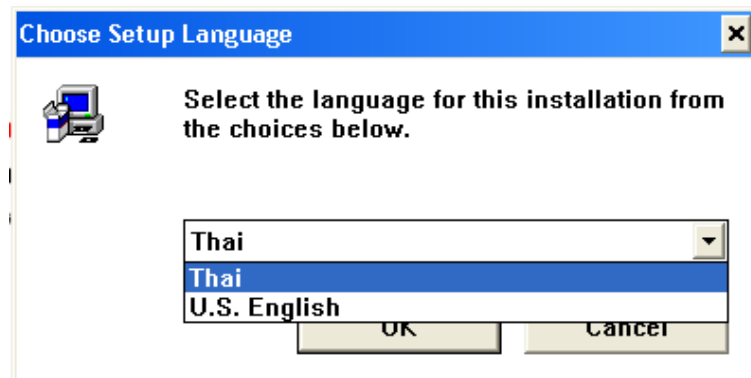 Choose Setup Language
Select the language for this installation from
the choices below.
Thai
Thai
U.S. English
OK Cancel